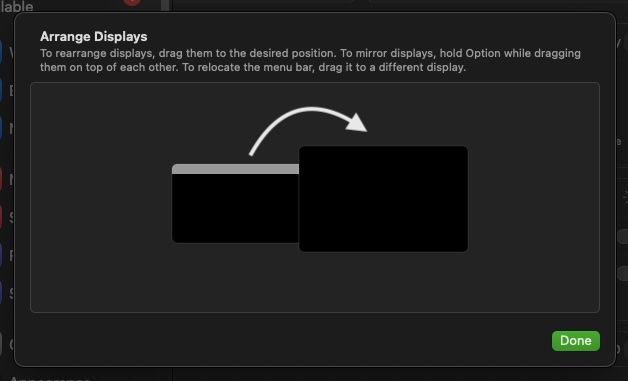 lable
Arrange Displays
To rearrange displays, drag them to the desired position. To mirror displays, hold Option while dragging
them on top of each other. To relocate the menu bar, drag it to a different display.
Done
Appearance